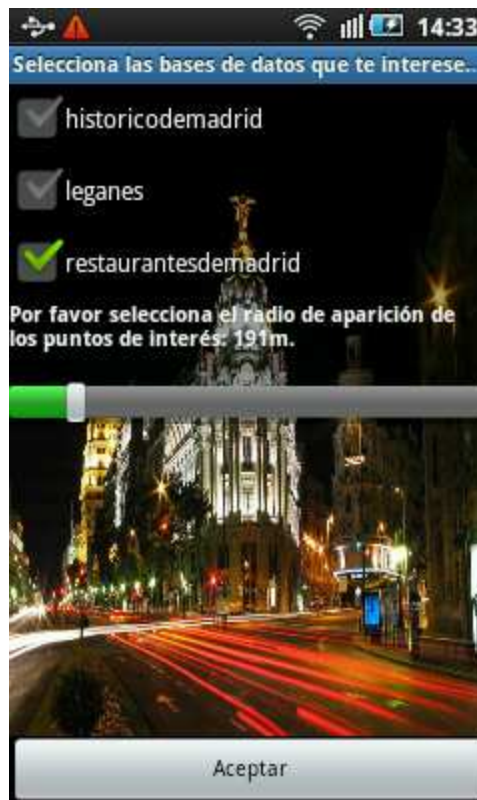 14:33
Selecciona las bases de datos que te interese..
historicodemadrid
leganes
restaurantesdemadrid
Por favor selecciona el radio de aparición de
los puntos de interés: 191m.
Aceptar